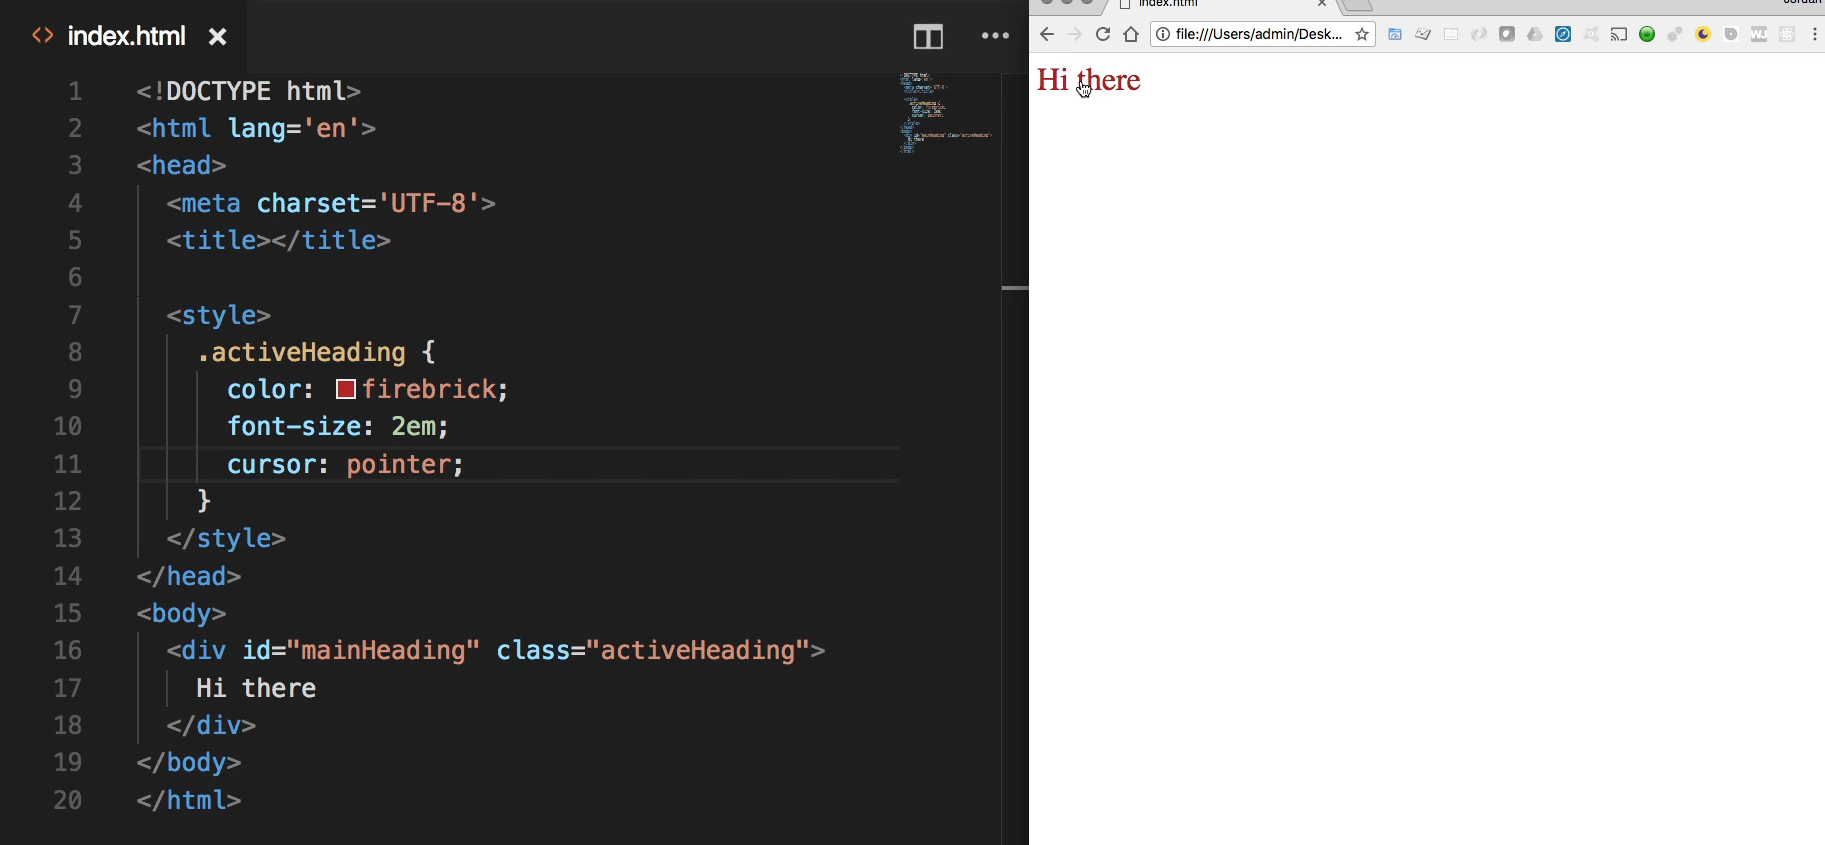 index.html
1 <!DOCTYPE html>
2 <html lang='en'>
3 <head>
4 <meta charset='UTF-8'>
5 <title></title>
6
7 <style>
8 .activeHeading {
9 color: firebrick;
10 font-size: 2em;
11 cursor: pointer;
12 }
13 </style>
14 </head>
15 <body>
16 <div id="mainHeading" class="activeHeading">
17 Hi there
18 </div>
19 </body>
20 </html>
index.html
Jordan
file:///Users/admin/Desk...
WJ
Hi there